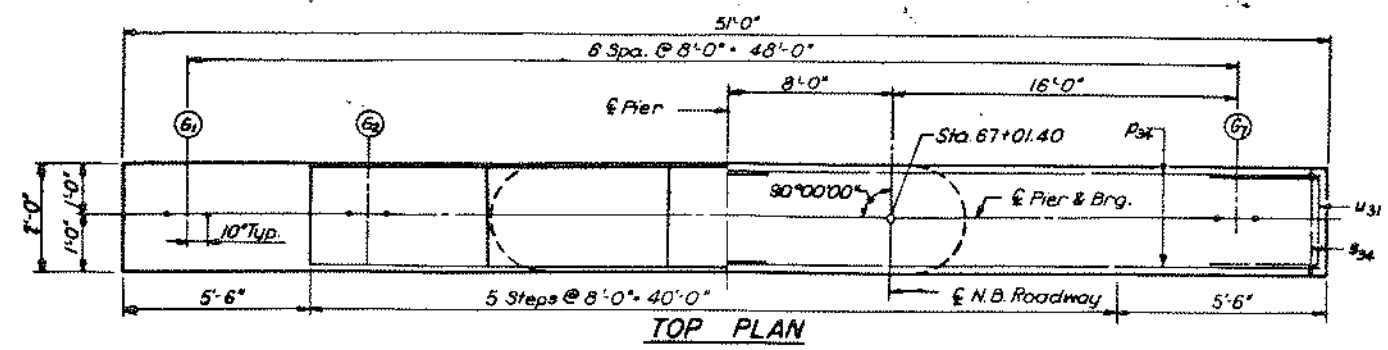 51'-0"
6 Spa. @ 8'-0" = 48'-0"
8'-0"
16'-0"
℄ Pier
G1
G2
Sta. 67+01.40
P34
G7
2'-0"
1'-0"
1'-0"
90°00'00"
℄ Pier & Brg.
u31
10" Typ.
s34
5'-6"
5 Steps @ 8'-0" = 40'-0"
℄ N.B. Roadway
5'-6"
TOP PLAN